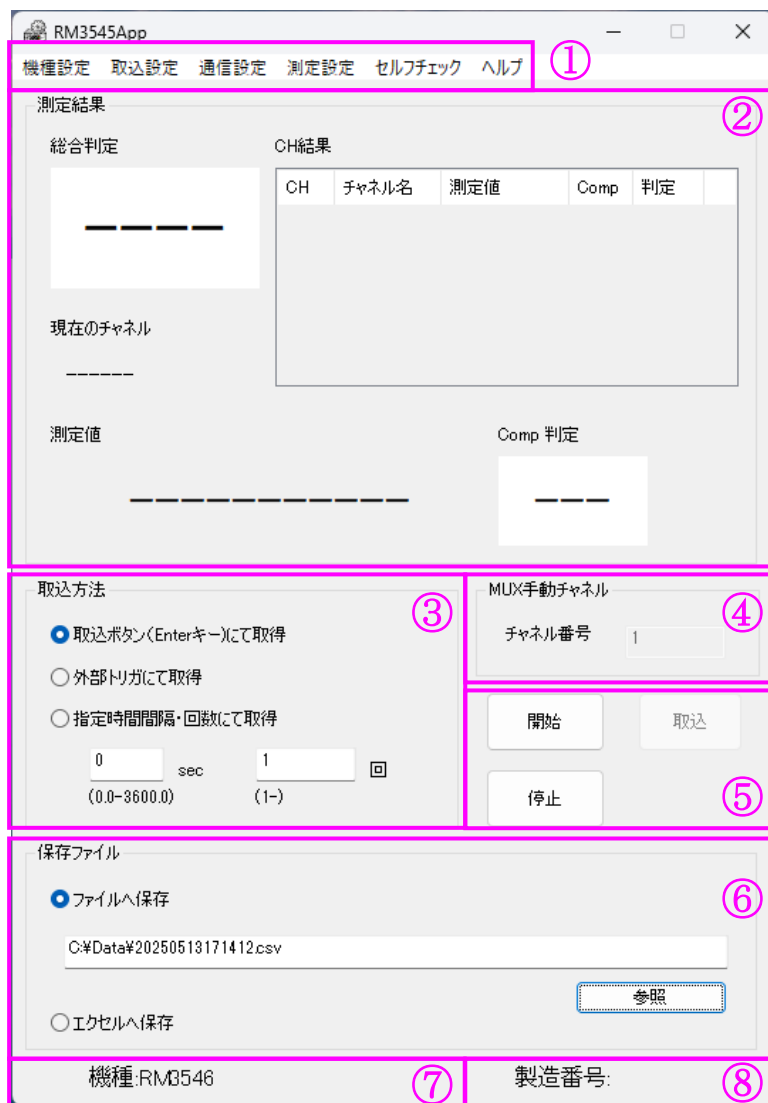 RM3545App
機種設定 取込設定 通信設定 測定設定 セルフチェック ヘルプ ①
測定結果 ②
総合判定 CH結果
CH チャネル名 測定値 Comp 判定
----
現在のチャネル
------
測定値 Comp 判定
----------- ---
取込方法 ③ MUX手動チャネル ④
取込ボタン(Enterキー)にて取得 チャネル番号 1
外部トリガにて取得
指定時間間隔・回数にて取得 開始 取込
0 sec 1 回
(0.0-3600.0) (1-) 停止 ⑤
保存ファイル
ファイルへ保存 ⑥
C:¥Data¥20250513171412.csv
参照
エクセルへ保存
機種:RM3546 ⑦ 製造番号: ⑧